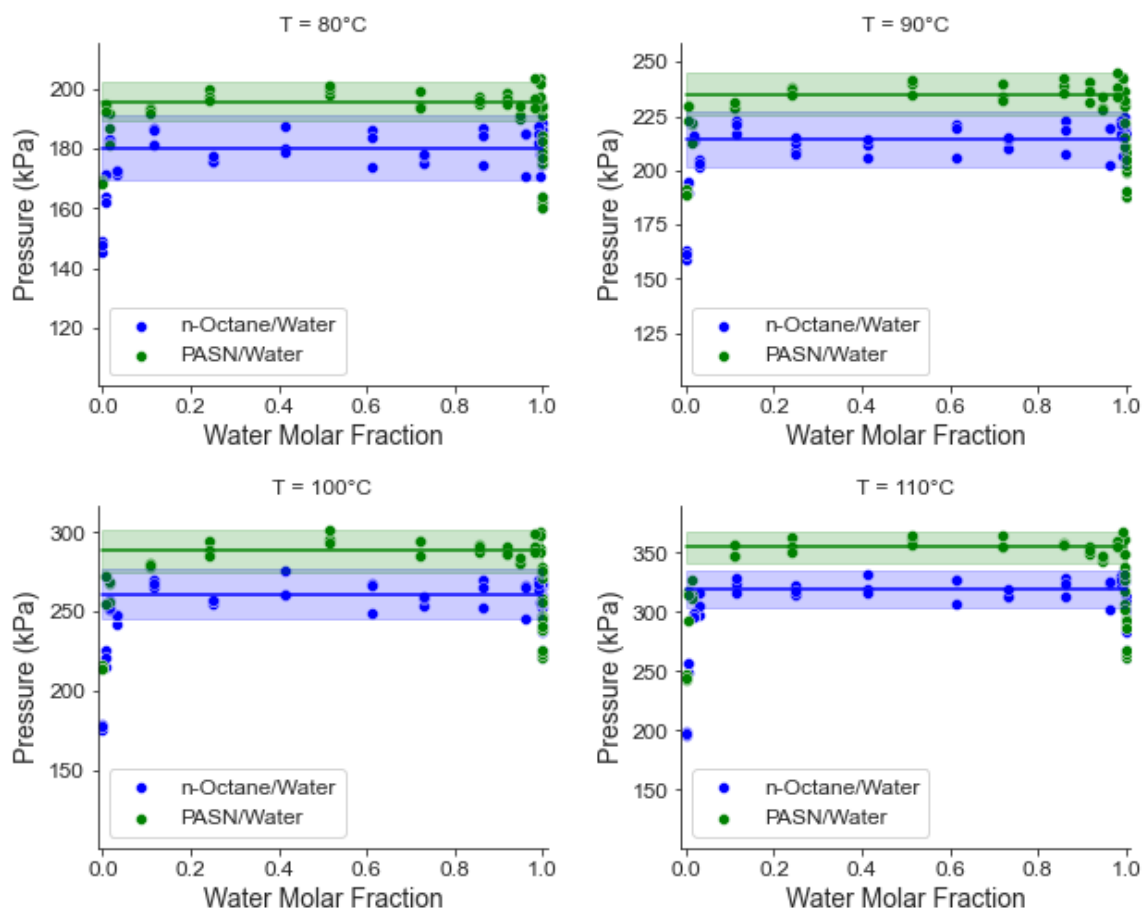 T = 80°C
Pressure (kPa)
200
180
160
140
120
n-Octane/Water
PASN/Water
0.0 0.2 0.4 0.6 0.8 1.0
Water Molar Fraction
T = 90°C
Pressure (kPa)
250
225
200
175
150
125
n-Octane/Water
PASN/Water
0.0 0.2 0.4 0.6 0.8 1.0
Water Molar Fraction
T = 100°C
Pressure (kPa)
300
250
200
150
n-Octane/Water
PASN/Water
0.0 0.2 0.4 0.6 0.8 1.0
Water Molar Fraction
T = 110°C
Pressure (kPa)
350
300
250
200
150
n-Octane/Water
PASN/Water
0.0 0.2 0.4 0.6 0.8 1.0
Water Molar Fraction